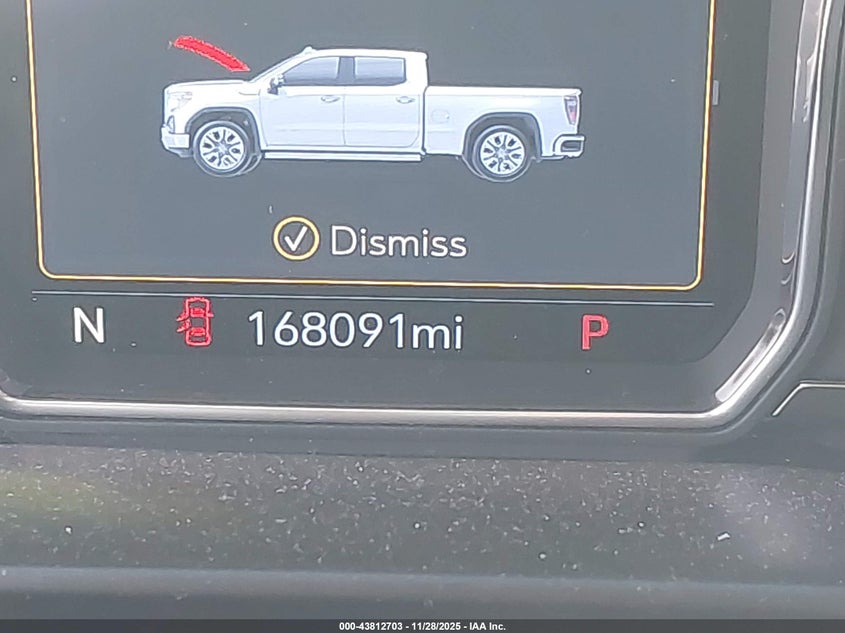 Dismiss
N 168091mi P
000-43812703 - 11/28/2025 - IAA Inc.